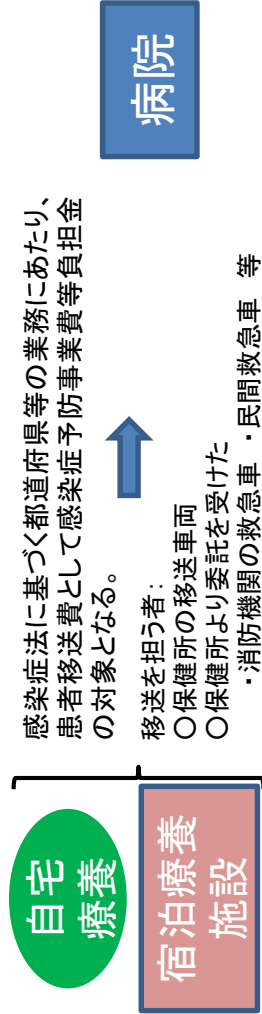 自宅
療養
宿泊療養
施設
感染症法に基づく都道府県等の業務にあたり、
患者移送費として感染症予防事業費等負担金
の対象となる。
移送を担う者：
○保健所の移送車両
○保健所より委託を受けた
・消防機関の救急車 ・民間救急車 等
病院